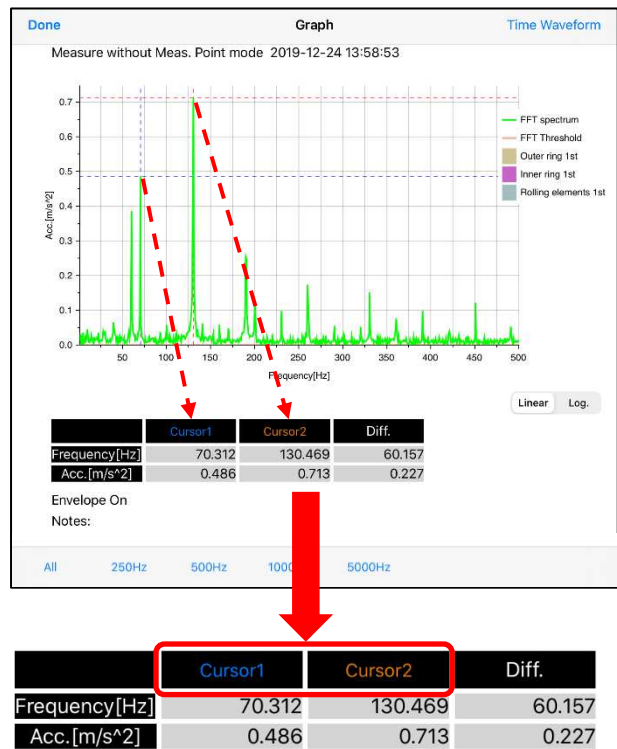 Done Graph Time Waveform
Measure without Meas. Point mode 2019-12-24 13:58:53
0.7
0.6
0.5
0.4
0.3
0.2
0.1
0.0
Acc.[m/s^2]
50 100 150 200 250 300 350 400 450 500
Frequency[Hz]
FFT spectrum
FFT Threshold
Outer ring 1st
Inner ring 1st
Rolling elements 1st
Linear Log.
Cursor1 Cursor2 Diff.
Frequency[Hz] 70.312 130.469 60.157
Acc.[m/s^2] 0.486 0.713 0.227
Envelope On
Notes:
All 250Hz 500Hz 1000 5000Hz
Cursor1 Cursor2 Diff.
Frequency[Hz] 70.312 130.469 60.157
Acc.[m/s^2] 0.486 0.713 0.227